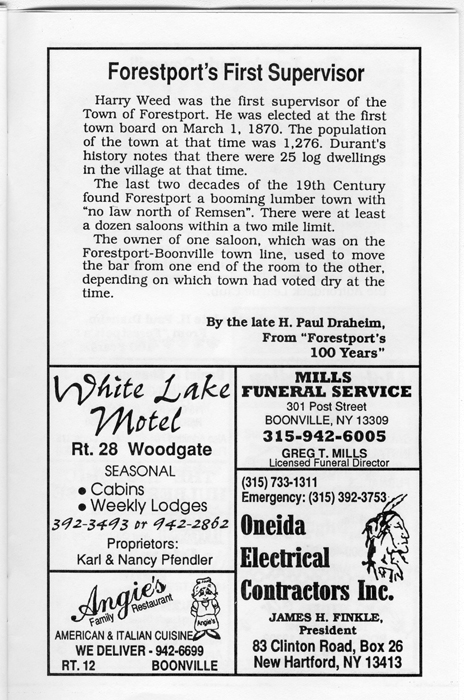 Forestport's First Supervisor
Harry Weed was the first supervisor of the
Town of Forestport. He was elected at the first
town board on March 1, 1870. The population
of the town at that time was 1,276. Durant's
history notes that there were 25 log dwellings
in the village at that time.
The last two decades of the 19th Century
found Forestport a booming lumber town with
"no law north of Remsen". There were at least
a dozen saloons within a two mile limit.
The owner of one saloon, which was on the
Forestport-Boonville town line, used to move
the bar from one end of the room to the other,
depending on which town had voted dry at the
time.
By the late H. Paul Draheim,
From "Forestport's
100 Years"
White Lake
Motel
Rt. 28 Woodgate
SEASONAL
● Cabins
● Weekly Lodges
392-3493 or 942-2862
Proprietors:
Karl & Nancy Pfendler
Angie's
Family Restaurant
Angie's
AMERICAN & ITALIAN CUISINE
WE DELIVER - 942-6699
RT. 12 BOONVILLE
MILLS
FUNERAL SERVICE
301 Post Street
BOONVILLE, NY 13309
315-942-6005
GREG T. MILLS
Licensed Funeral Director
(315) 733-1311
Emergency: (315) 392-3753
Oneida
Electrical
Contractors Inc.
JAMES H. FINKLE,
President
83 Clinton Road, Box 26
New Hartford, NY 13413